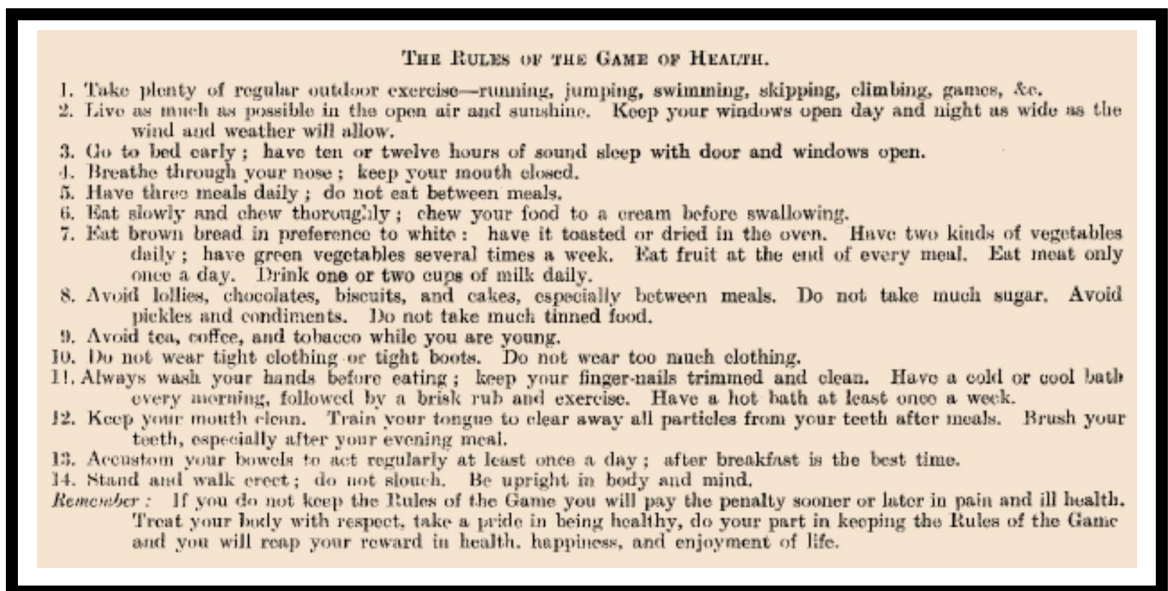 THE RULES OF THE GAME OF HEALTH.
1. Take plenty of regular outdoor exercise—running, jumping, swimming, skipping, climbing, games, &c.
2. Live as much as possible in the open air and sunshine. Keep your windows open day and night as wide as the
wind and weather will allow.
3. Go to bed early; have ten or twelve hours of sound sleep with door and windows open.
4. Breathe through your nose; keep your mouth closed.
5. Have three meals daily; do not eat between meals.
6. Eat slowly and chew thoroughly; chew your food to a cream before swallowing.
7. Eat brown bread in preference to white: have it toasted or dried in the oven. Have two kinds of vegetables
daily; have green vegetables several times a week. Eat fruit at the end of every meal. Eat meat only
once a day. Drink one or two cups of milk daily.
8. Avoid lollies, chocolates, biscuits, and cakes, especially between meals. Do not take much sugar. Avoid
pickles and condiments. Do not take much tinned food.
9. Avoid tea, coffee, and tobacco while you are young.
10. Do not wear tight clothing or tight boots. Do not wear too much clothing.
11. Always wash your hands before eating; keep your finger-nails trimmed and clean. Have a cold or cool bath
every morning, followed by a brisk rub and exercise. Have a hot bath at least once a week.
12. Keep your mouth clean. Train your tongue to clear away all particles from your teeth after meals. Brush your
teeth, especially after your evening meal.
13. Accustom your bowels to act regularly at least once a day; after breakfast is the best time.
14. Stand and walk erect; do not slouch. Be upright in body and mind.
Remember: If you do not keep the Rules of the Game you will pay the penalty sooner or later in pain and ill health.
Treat your body with respect, take a pride in being healthy, do your part in keeping the Rules of the Game
and you will reap your reward in health, happiness, and enjoyment of life.